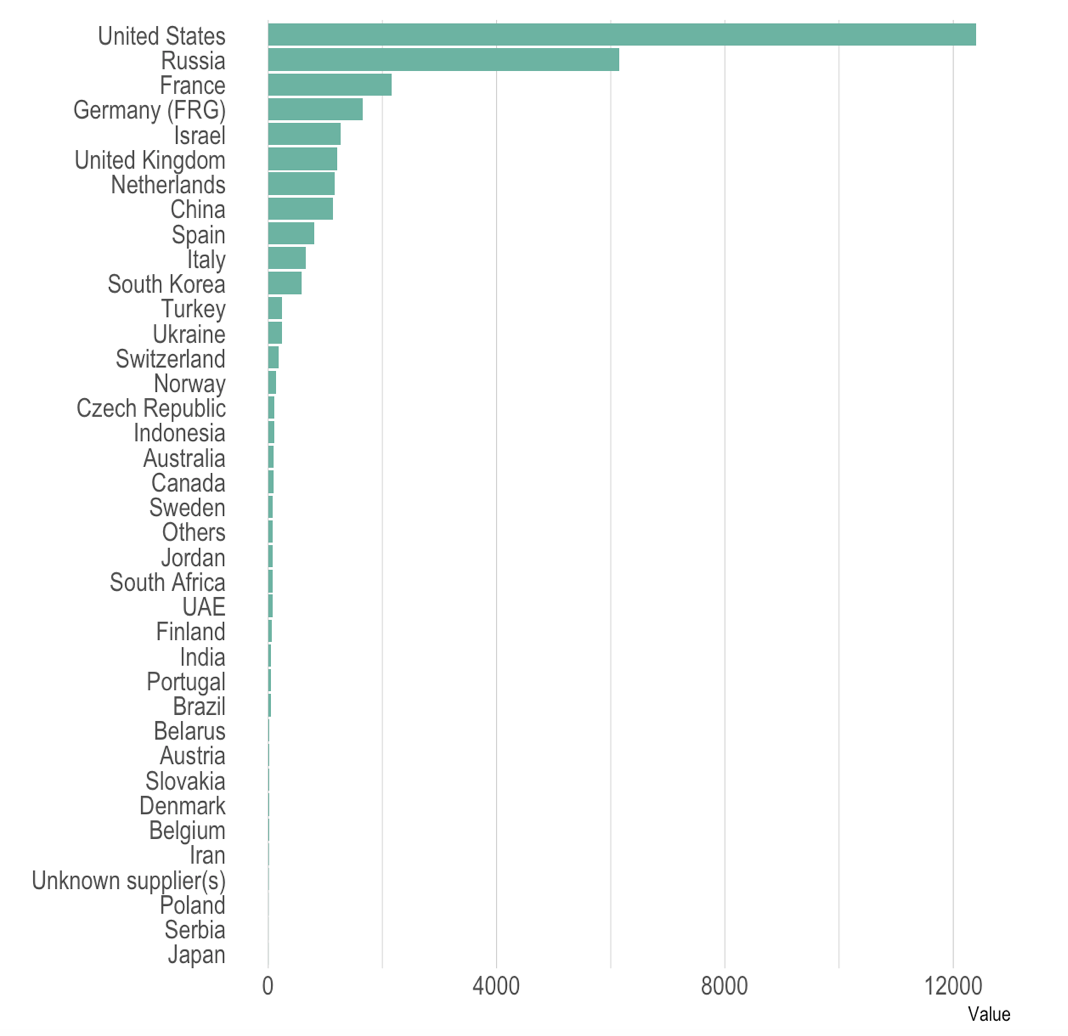 United States
Russia
France
Germany (FRG)
Israel
United Kingdom
Netherlands
China
Spain
Italy
South Korea
Turkey
Ukraine
Switzerland
Norway
Czech Republic
Indonesia
Australia
Canada
Sweden
Others
Jordan
South Africa
UAE
Finland
India
Portugal
Brazil
Belarus
Austria
Slovakia
Denmark
Belgium
Iran
Unknown supplier(s)
Poland
Serbia
Japan
0 4000 8000 12000
Value